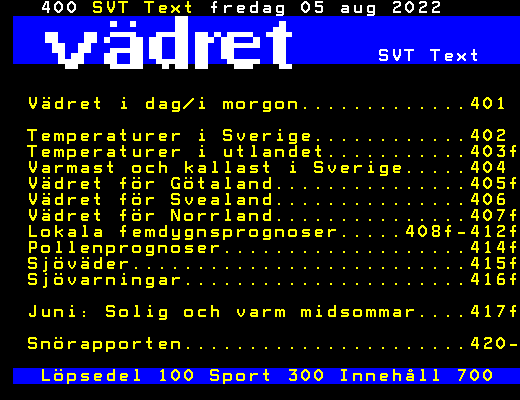 400 SVT Text fredag 05 aug 2022
vädret
SVT Text
Vädret i dag/i morgon.............401
Temperaturer i Sverige............402
Temperaturer i utlandet...........403f
Varmast och kallast i Sverige.....404
Vädret för Götaland...............405f
Vädret för Svealand...............406
Vädret för Norrland...............407f
Lokala femdygnsprognoser.....408f-412f
Pollenprognoser...................414f
Sjöväder..........................415f
Sjövarningar......................416f
Juni: Solig och varm midsommar....417f
Snörapporten......................420-
Löpsedel 100 Sport 300 Innehåll 700